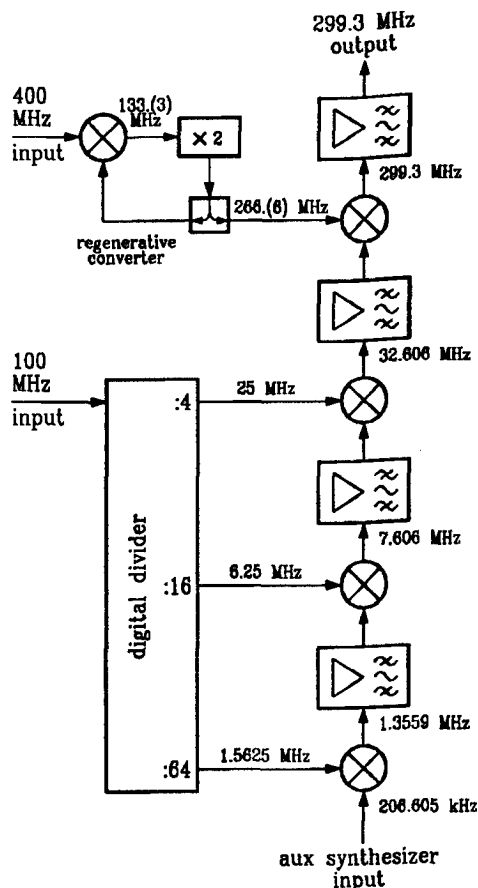 299.3 MHz
output
400
MHz
input
133.(3)
MHz
×2
299.3
266.(6) MHz
regenerative
converter
32.606 MHz
100
MHz
input
:4
25 MHz
7.606 MHz
digital divider
:16
6.25 MHz
1.3559 MHz
:64
1.5625 MHz
206.605 kHz
aux synthesizer
input